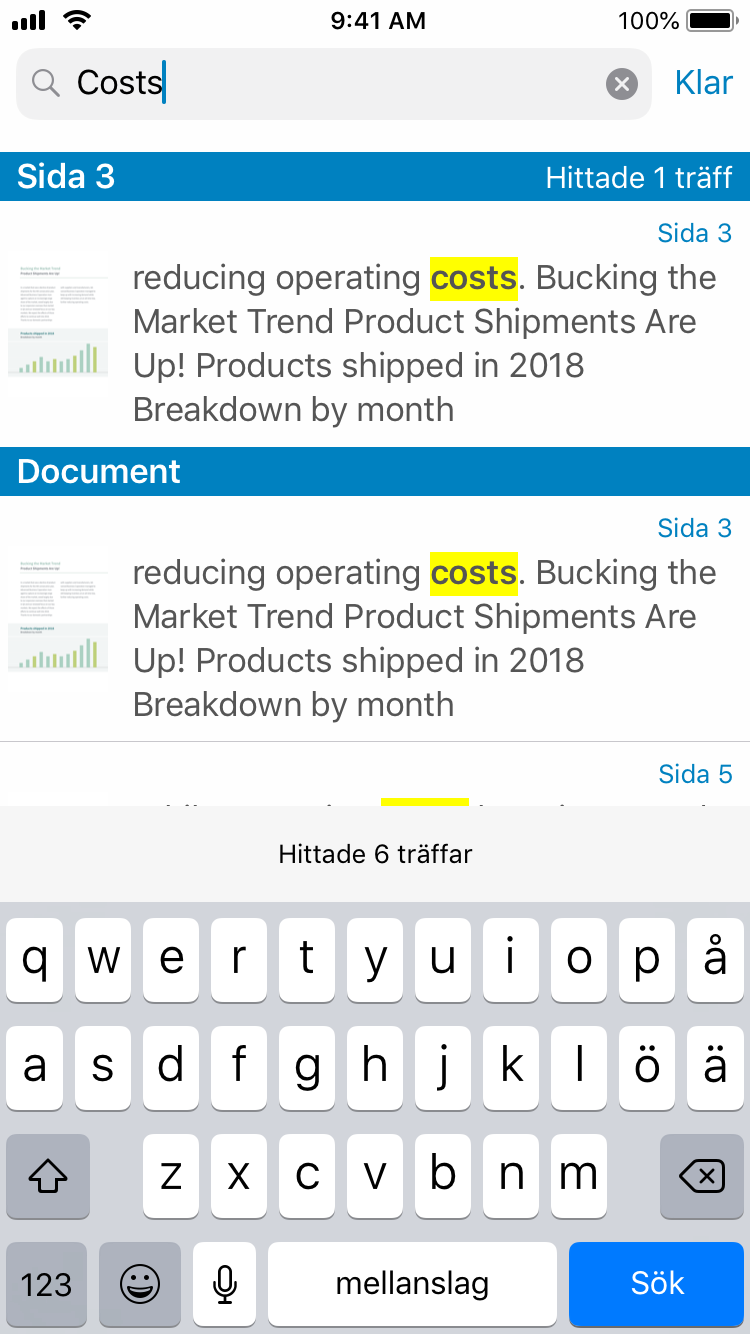 9:41 AM
100%
Costs
Klar
Sida 3
Hittade 1 träff
Sida 3
reducing operating costs. Bucking the
Market Trend Product Shipments Are
Up! Products shipped in 2018
Breakdown by month
Document
Sida 3
reducing operating costs. Bucking the
Market Trend Product Shipments Are
Up! Products shipped in 2018
Breakdown by month
Sida 5
Hittade 6 träffar
q w e r t y u i o p å
a s d f g h j k l ö ä
z x c v b n m
123 mellanslag Sök